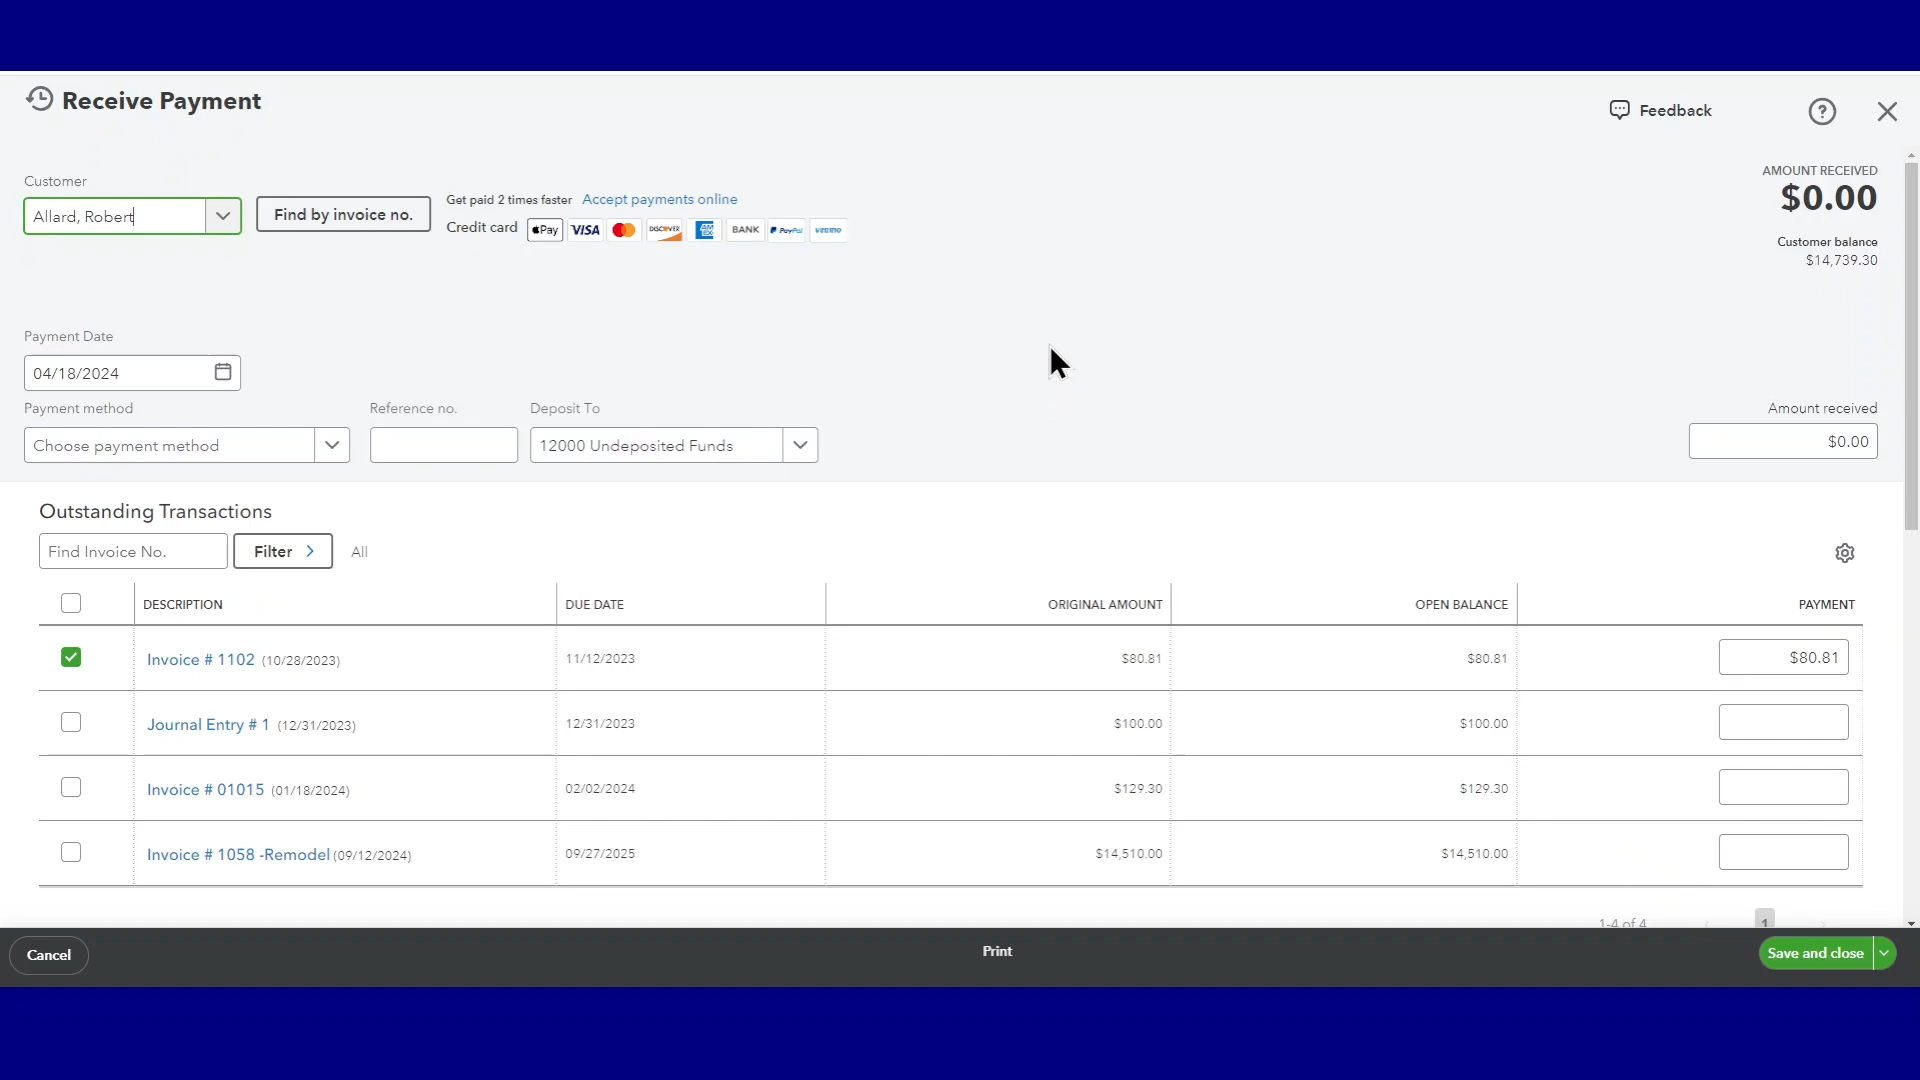 Receive Payment
Feedback
Customer
Allard, Robert
Find by invoice no.
Get paid 2 times faster Accept payments online
Credit card Pay VISA DISCOVER AM EX BANK PayPal venmo
AMOUNT RECEIVED
$0.00
Customer balance
$14,739.30
Payment Date
04/18/2024
Payment method Reference no. Deposit To Amount received
Choose payment method 12000 Undeposited Funds $0.00
Outstanding Transactions
Find Invoice No. Filter All
DESCRIPTION DUE DATE ORIGINAL AMOUNT OPEN BALANCE PAYMENT
Invoice # 1102 (10/28/2023) 11/12/2023 $80.81 $80.81 $80.81
Journal Entry # 1 (12/31/2023) 12/31/2023 $100.00 $100.00
Invoice # 01015 (01/18/2024) 02/02/2024 $129.30 $129.30
Invoice # 1058 -Remodel (09/12/2024) 09/27/2025 $14,510.00 $14,510.00
1-4 of 4 1
Cancel Print Save and close